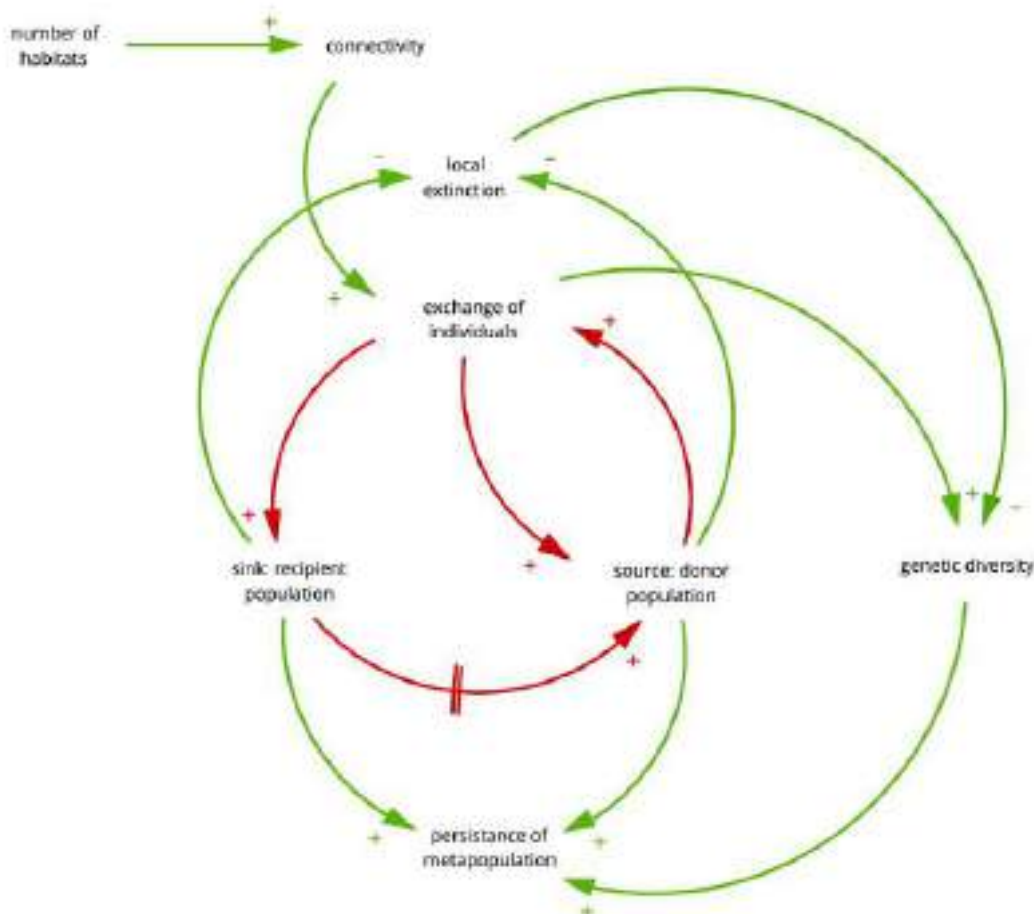 number of
habitats
+
connectivity
-
local
extinction
-
+
exchange of
individuals
+
+
sink: recipient
population
+
source: donor
population
+
-
genetic diversity
+
+
persistance of
metapopulation
+
+